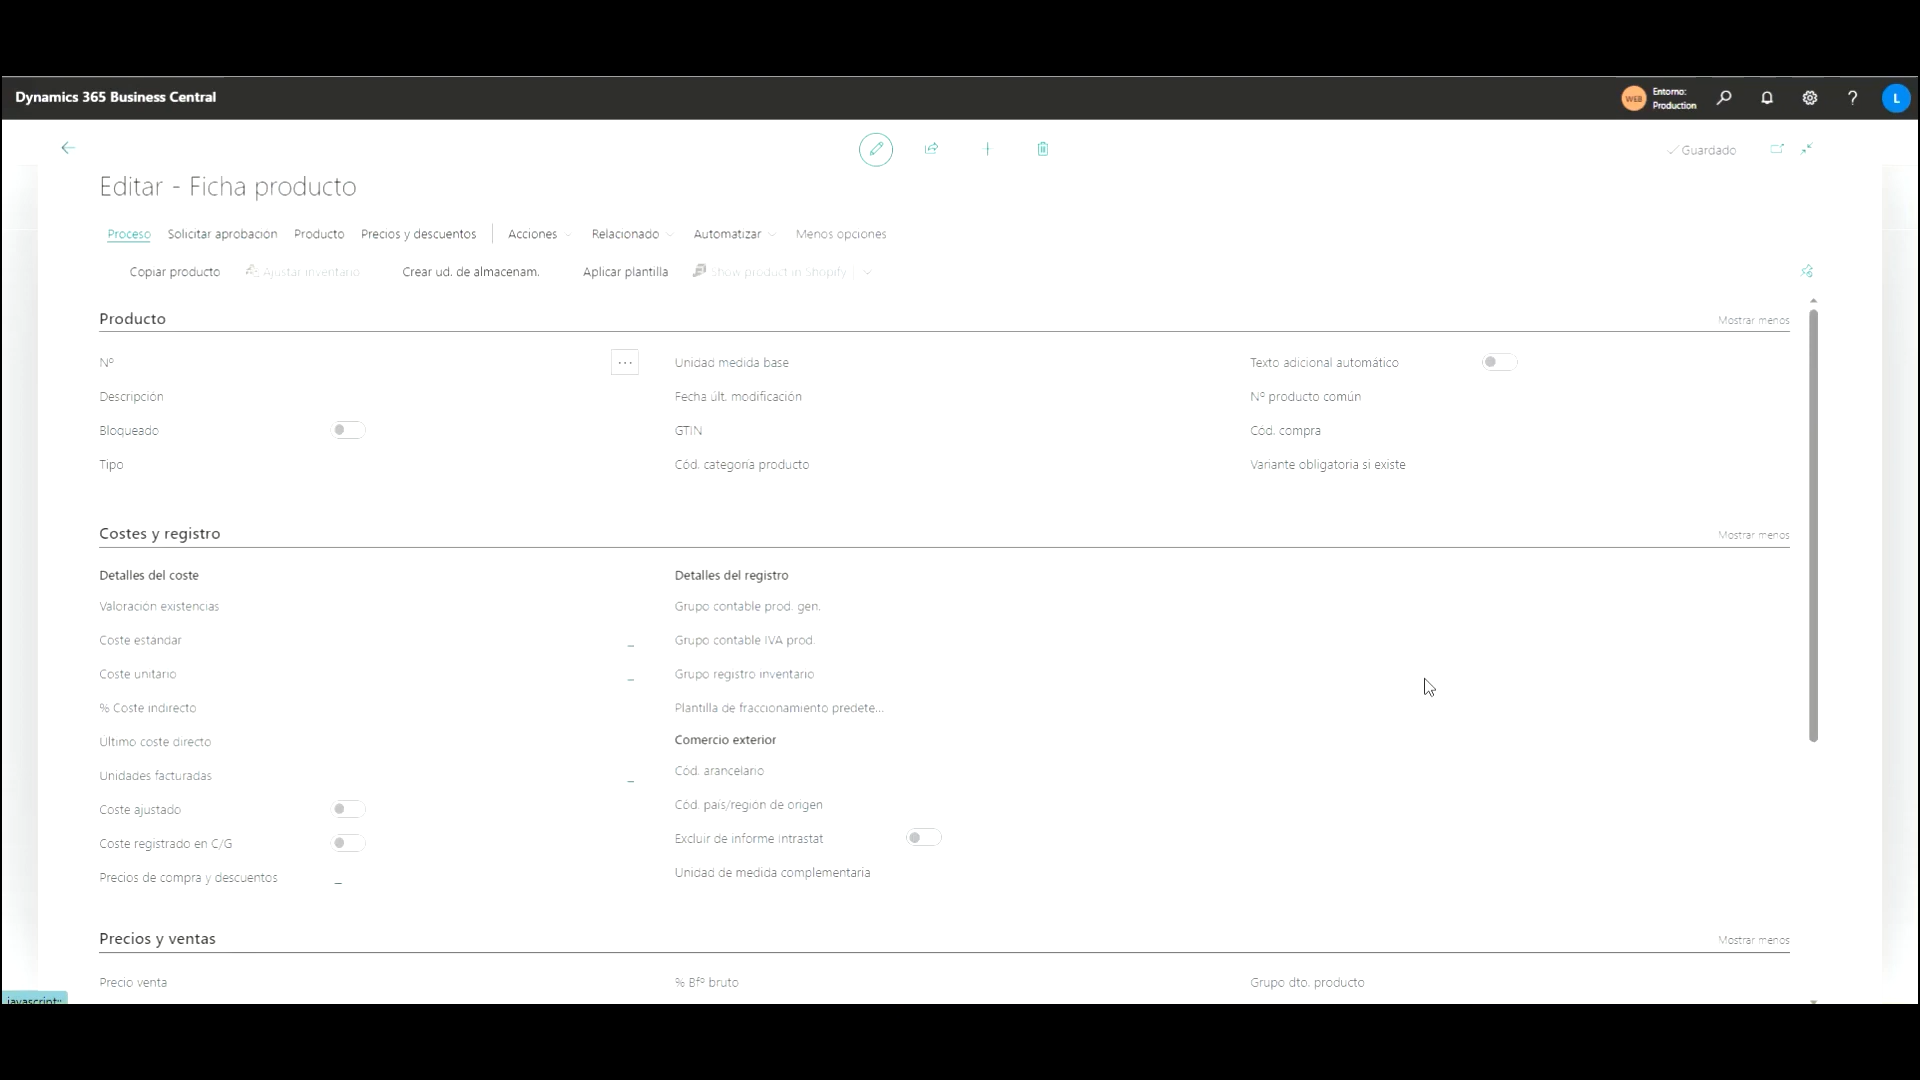 Dynamics 365 Business Central
WEB
Entorno:
Production
?
L
Guardado
Editar - Ficha producto
Proceso Solicitar aprobación Producto Precios y descuentos Acciones Relacionado Automatizar Menos opciones
Copiar producto Ajustar inventario Crear ud. de almacenam. Aplicar plantilla Show product in Shopify
Producto Mostrar menos
Nº ... Unidad medida base Texto adicional automático
Descripción Fecha últ. modificación Nº producto común
Bloqueado GTIN Cód. compra
Tipo Cód. categoría producto Variante obligatoria si existe
Costes y registro Mostrar menos
Detalles del coste Detalles del registro
Valoración existencias Grupo contable prod. gen.
Coste estándar _ Grupo contable IVA prod.
Coste unitario _ Grupo registro inventario
% Coste indirecto Plantilla de fraccionamiento predete...
Último coste directo Comercio exterior
Unidades facturadas _ Cód. arancelario
Coste ajustado Cód. país/región de origen
Coste registrado en C/G Excluir de informe intrastat
Precios de compra y descuentos _ Unidad de medida complementaria
Precios y ventas Mostrar menos
Precio venta % Bfº bruto Grupo dto. producto
javascript:;